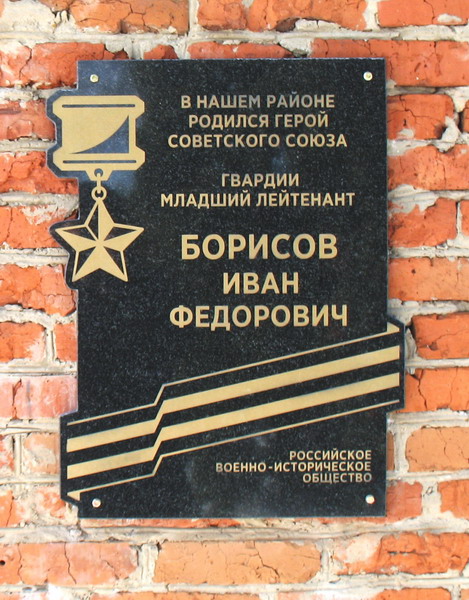 В НАШЕМ РАЙОНЕ
РОДИЛСЯ ГЕРОЙ
СОВЕТСКОГО СОЮЗА
ГВАРДИИ
МЛАДШИЙ ЛЕЙТЕНАНТ
БОРИСОВ
ИВАН
ФЕДОРОВИЧ
РОССИЙСКОЕ
ВОЕННО-ИСТОРИЧЕСКОЕ
ОБЩЕСТВО